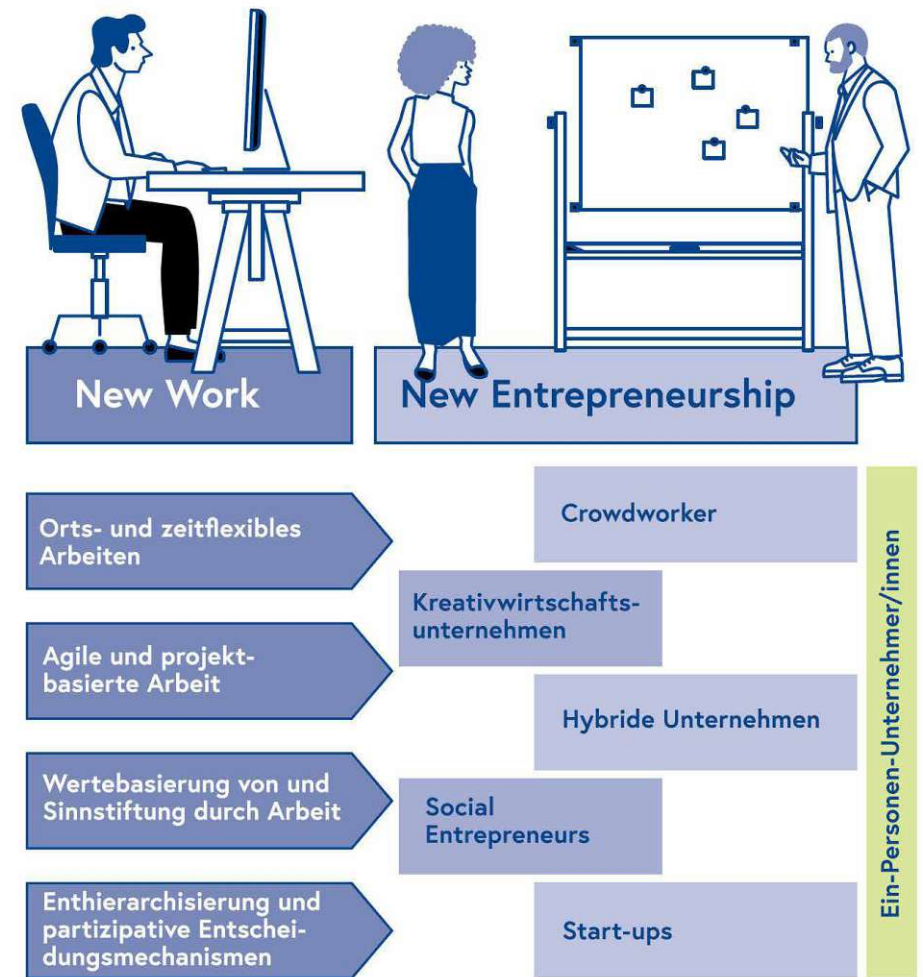 New Work
New Entrepreneurship
Orts- und zeitflexibles
Arbeiten
Agile und projekt-
basierte Arbeit
Wertebasierung von und
Sinnstiftung durch Arbeit
Enthierarchisierung und
partizipative Entschei-
dungsmechanismen
Crowdworker
Kreativwirtschafts-
unternehmen
Hybride Unternehmen
Social
Entrepreneurs
Start-ups
Ein-Personen-Unternehmer/innen